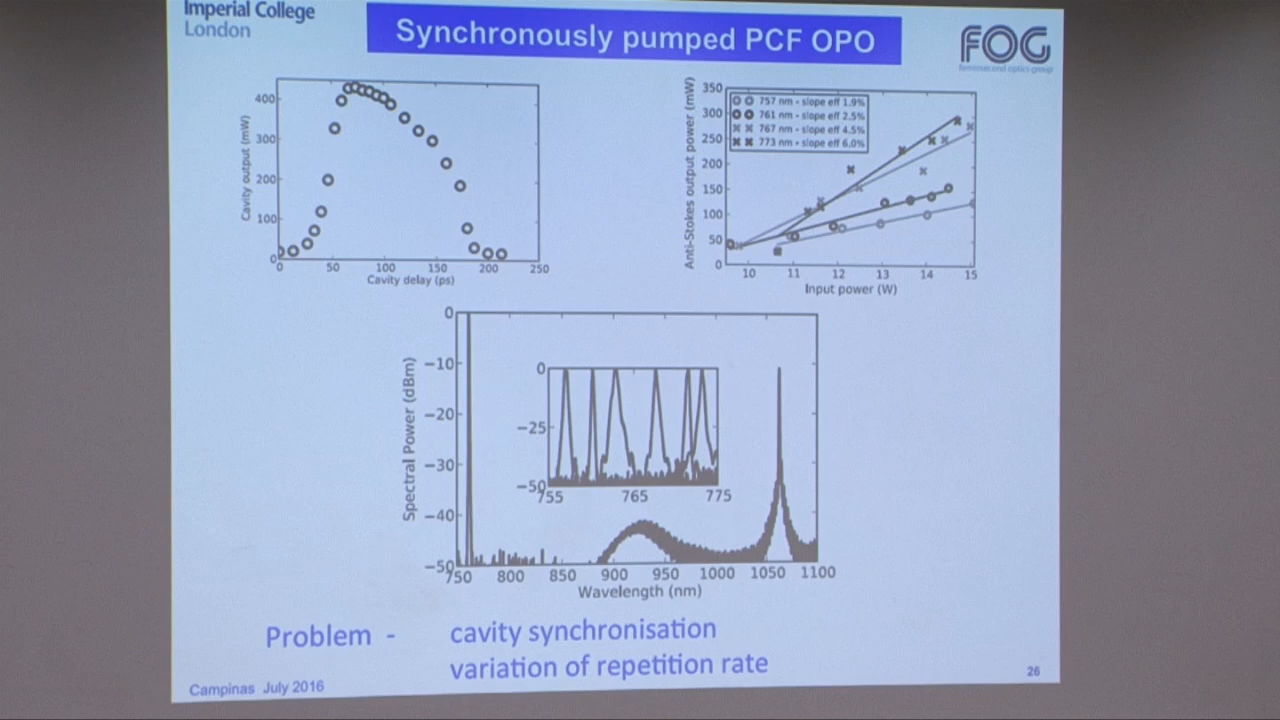 Imperial College
London
Synchronously pumped PCF OPO
FOG
femtosecond optics group
Cavity output (mW)
400
300
200
100
0
0 50 100 150 200 250
Cavity delay (ps)
Anti-Stokes output power (mW)
350
300
250
200
150
100
50
0
757 nm - slope eff 1.9%
761 nm - slope eff 2.5%
767 nm - slope eff 4.5%
773 nm - slope eff 6.0%
10 11 12 13 14 15
Input power (W)
Spectral Power (dBm)
0
−10
−20
−30
−40
−50
0
−25
−50
755 765 775
750 800 850 900 950 1000 1050 1100
Wavelength (nm)
Problem - cavity synchronisation
variation of repetition rate
Campinas July 2016
26